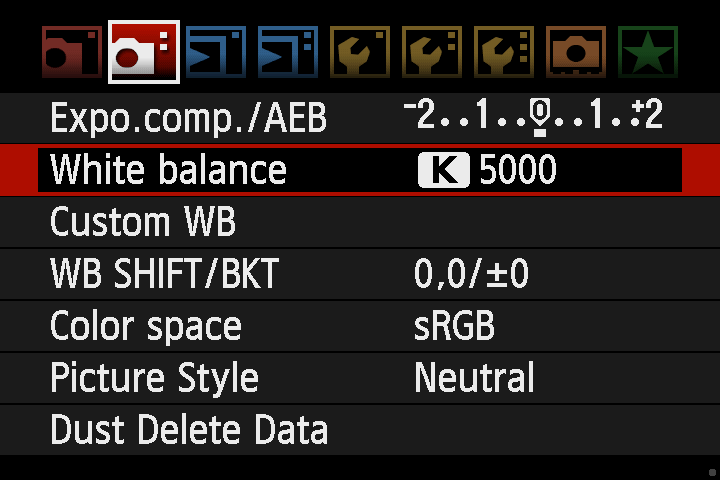 Expo.comp./AEB -2..1..0..1..+2
White balance K 5000
Custom WB
WB SHIFT/BKT 0,0/±0
Color space sRGB
Picture Style Neutral
Dust Delete Data